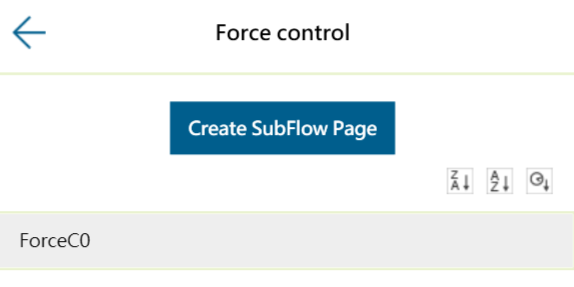 Force control
Create SubFlow Page
Z A A Z
ForceC0